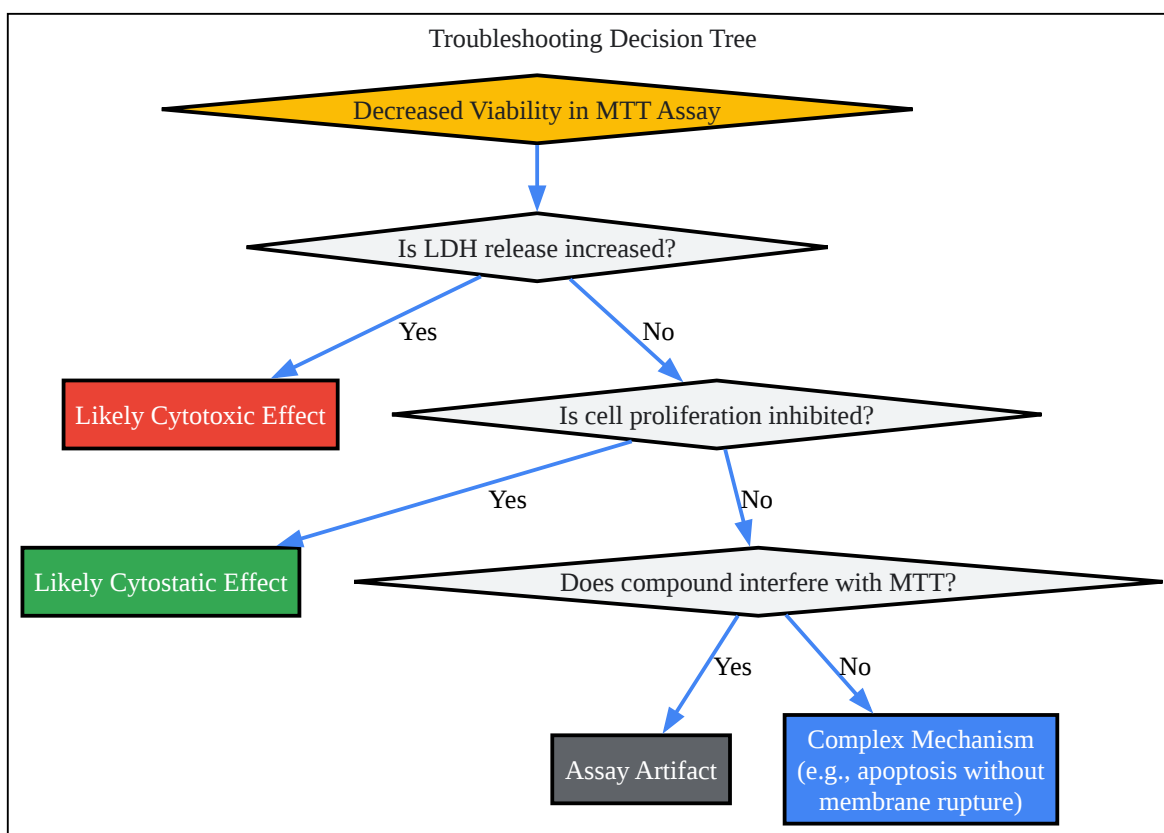 Troubleshooting Decision Tree
Decreased Viability in MTT Assay
Is LDH release increased?
Yes
No
Likely Cytotoxic Effect
Is cell proliferation inhibited?
Yes
No
Likely Cytostatic Effect
Does compound interfere with MTT?
Yes
No
Assay Artifact
Complex Mechanism
(e.g., apoptosis without
membrane rupture)